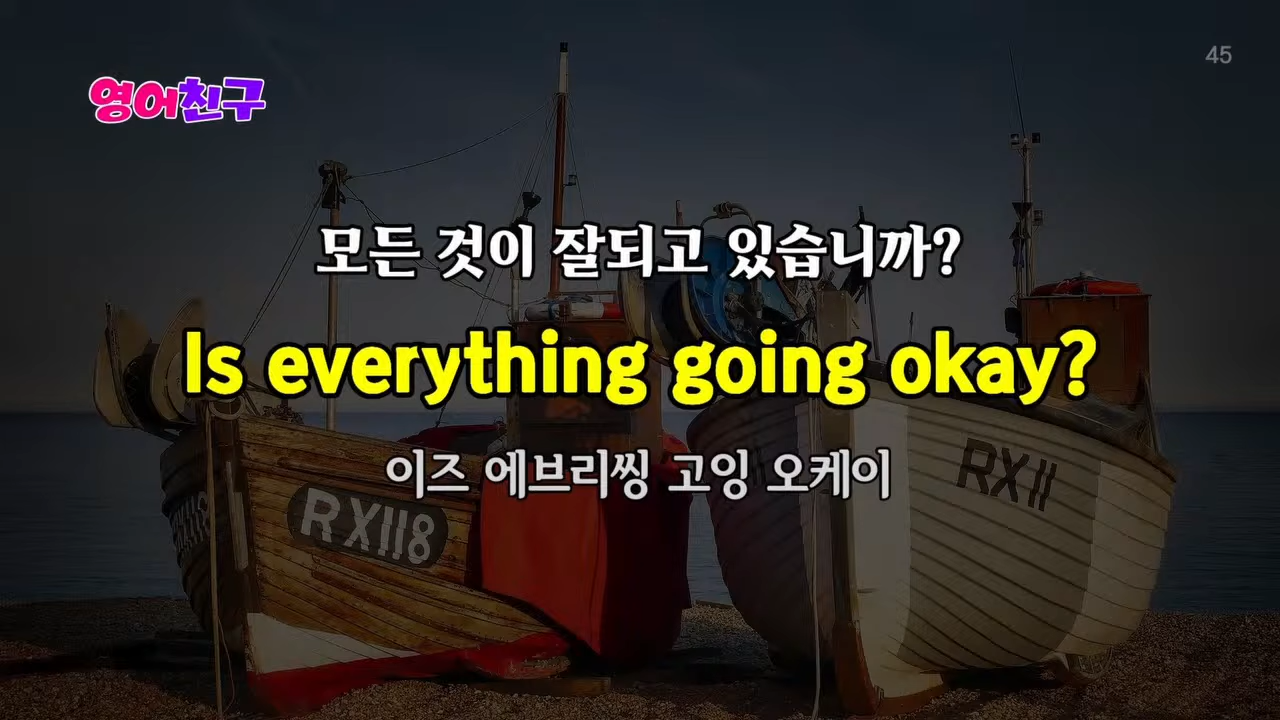 45
영어친구
모든 것이 잘되고 있습니까?
Is everything going okay?
이즈 에브리씽 고잉 오케이
RX118
RX11